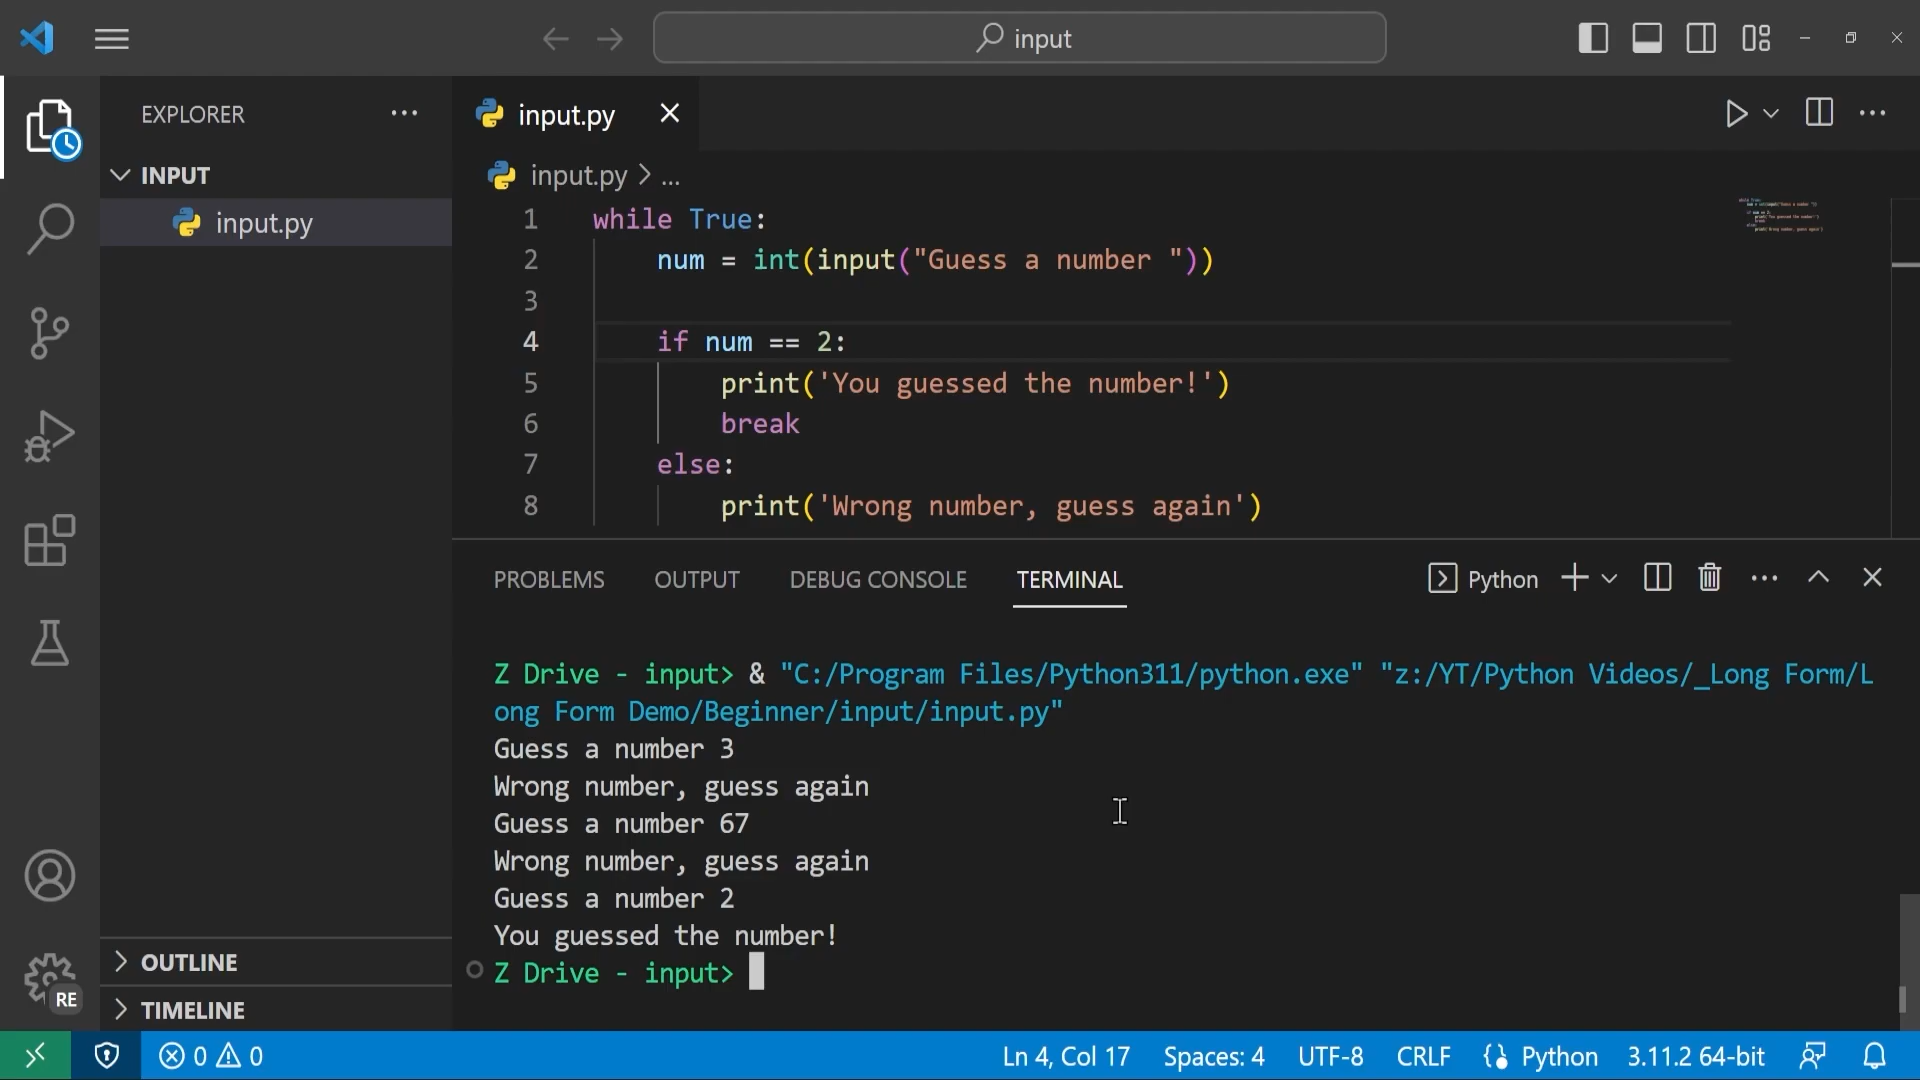 input
EXPLORER
INPUT
input.py
OUTLINE
TIMELINE
RE
input.py
input.py > ...
1 while True:
2 num = int(input("Guess a number "))
3
4 if num == 2:
5 print('You guessed the number!')
6 break
7 else:
8 print('Wrong number, guess again')
PROBLEMS OUTPUT DEBUG CONSOLE TERMINAL Python
Z Drive - input> & "C:/Program Files/Python311/python.exe" "z:/YT/Python Videos/_Long Form/L
ong Form Demo/Beginner/input/input.py"
Guess a number 3
Wrong number, guess again
Guess a number 67
Wrong number, guess again
Guess a number 2
You guessed the number!
Z Drive - input>
0 0 Ln 4, Col 17 Spaces: 4 UTF-8 CRLF Python 3.11.2 64-bit